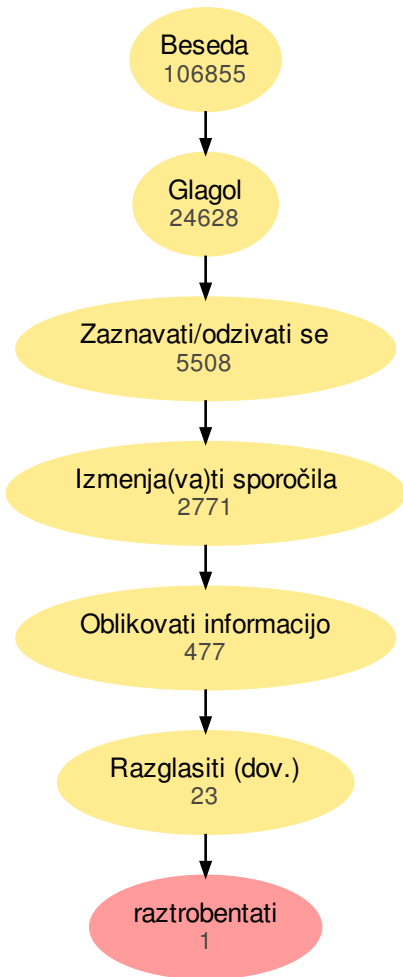 Beseda
106855
Glagol
24628
Zaznavati/odzivati se
5508
Izmenja(va)ti sporočila
2771
Oblikovati informacijo
477
Razglasiti (dov.)
23
raztrobentati
1